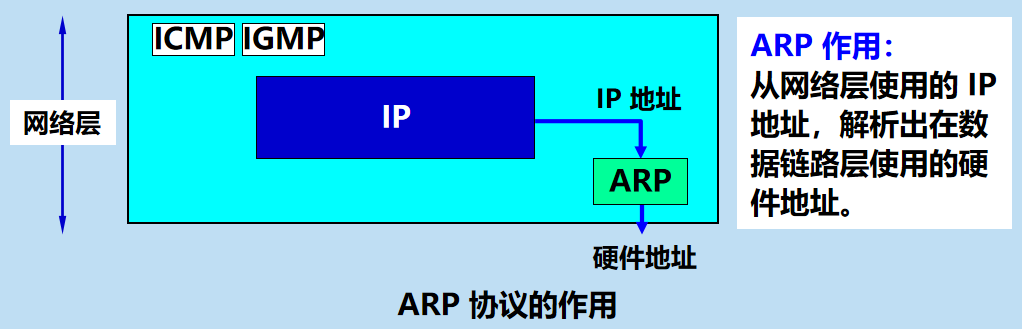 ICMP IGMP
网络层
IP
IP 地址
ARP
硬件地址
ARP 作用：
从网络层使用的 IP
地址，解析出在数
据链路层使用的硬
件地址。
ARP 协议的作用